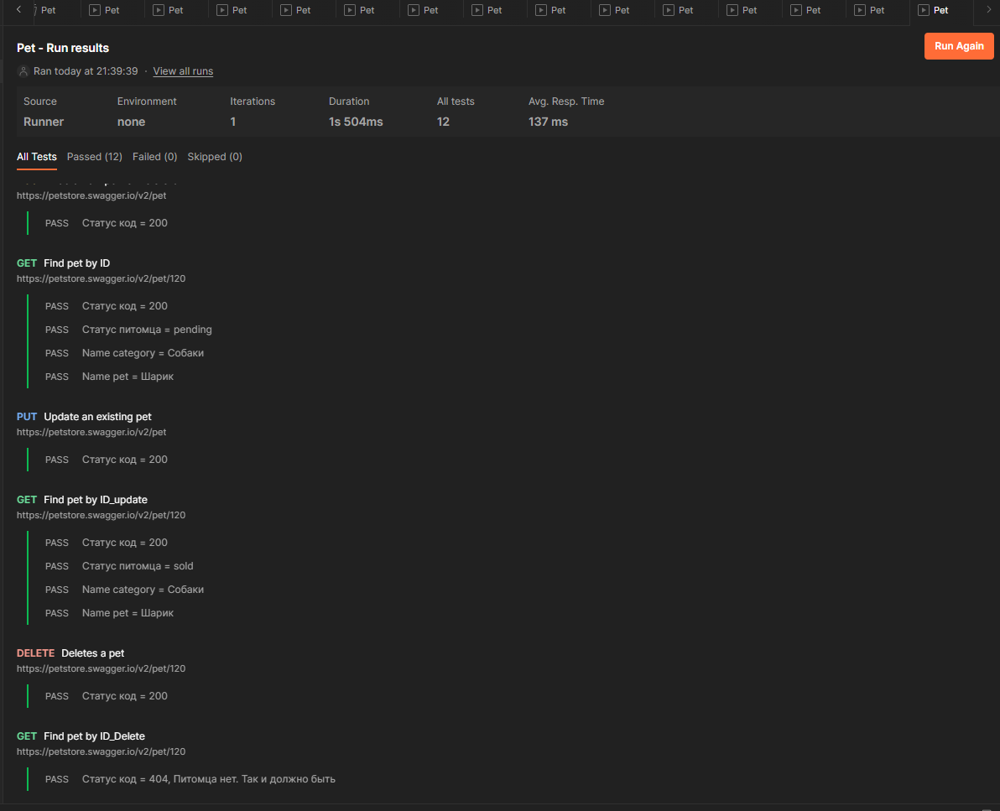 Pet Pet Pet Pet Pet Pet Pet Pet Pet Pet Pet Pet Pet Pet Pet
Pet - Run results
Run Again
Ran today at 21:39:39 · View all runs
Source Environment Iterations Duration All tests Avg. Resp. Time
Runner none 1 1s 504ms 12 137 ms
All Tests Passed (12) Failed (0) Skipped (0)
https://petstore.swagger.io/v2/pet
PASS Статус код = 200
GET Find pet by ID
https://petstore.swagger.io/v2/pet/120
PASS Статус код = 200
PASS Статус питомца = pending
PASS Name category = Собаки
PASS Name pet = Шарик
PUT Update an existing pet
https://petstore.swagger.io/v2/pet
PASS Статус код = 200
GET Find pet by ID_update
https://petstore.swagger.io/v2/pet/120
PASS Статус код = 200
PASS Статус питомца = sold
PASS Name category = Собаки
PASS Name pet = Шарик
DELETE Deletes a pet
https://petstore.swagger.io/v2/pet/120
PASS Статус код = 200
GET Find pet by ID_Delete
https://petstore.swagger.io/v2/pet/120
PASS Статус код = 404, Питомца нет. Так и должно быть